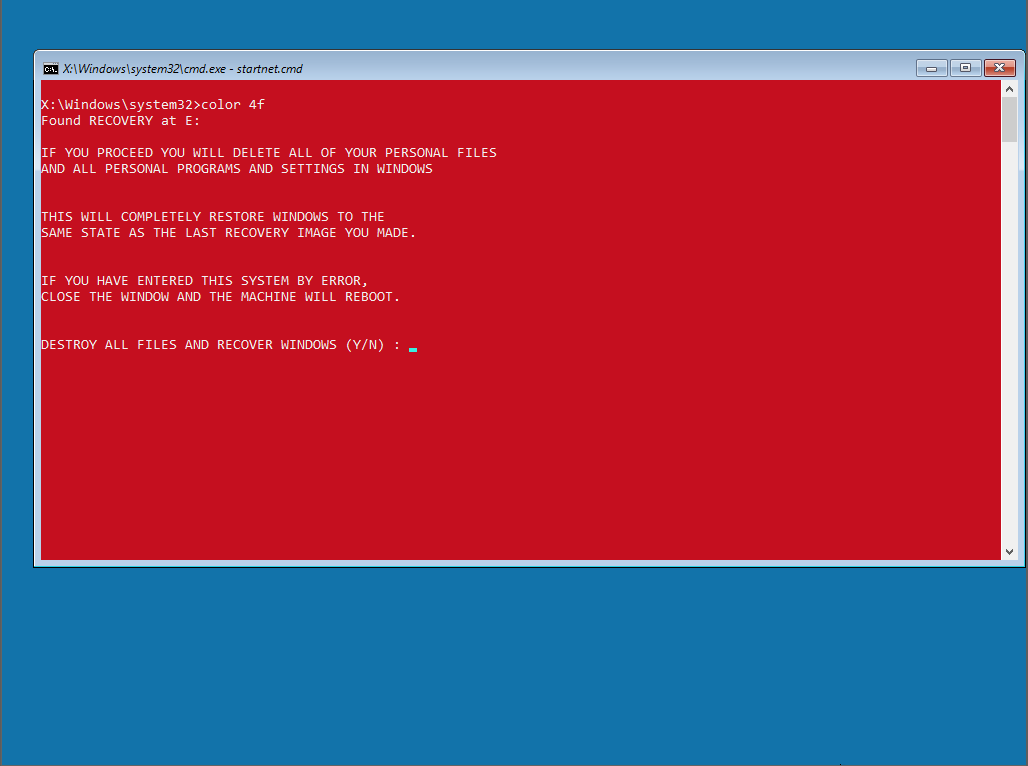 X:\Windows\system32\cmd.exe - startnet.cmd
X:\Windows\system32>color 4f
Found RECOVERY at E:
IF YOU PROCEED YOU WILL DELETE ALL OF YOUR PERSONAL FILES
AND ALL PERSONAL PROGRAMS AND SETTINGS IN WINDOWS
THIS WILL COMPLETELY RESTORE WINDOWS TO THE
SAME STATE AS THE LAST RECOVERY IMAGE YOU MADE.
IF YOU HAVE ENTERED THIS SYSTEM BY ERROR,
CLOSE THE WINDOW AND THE MACHINE WILL REBOOT.
DESTROY ALL FILES AND RECOVER WINDOWS (Y/N) :